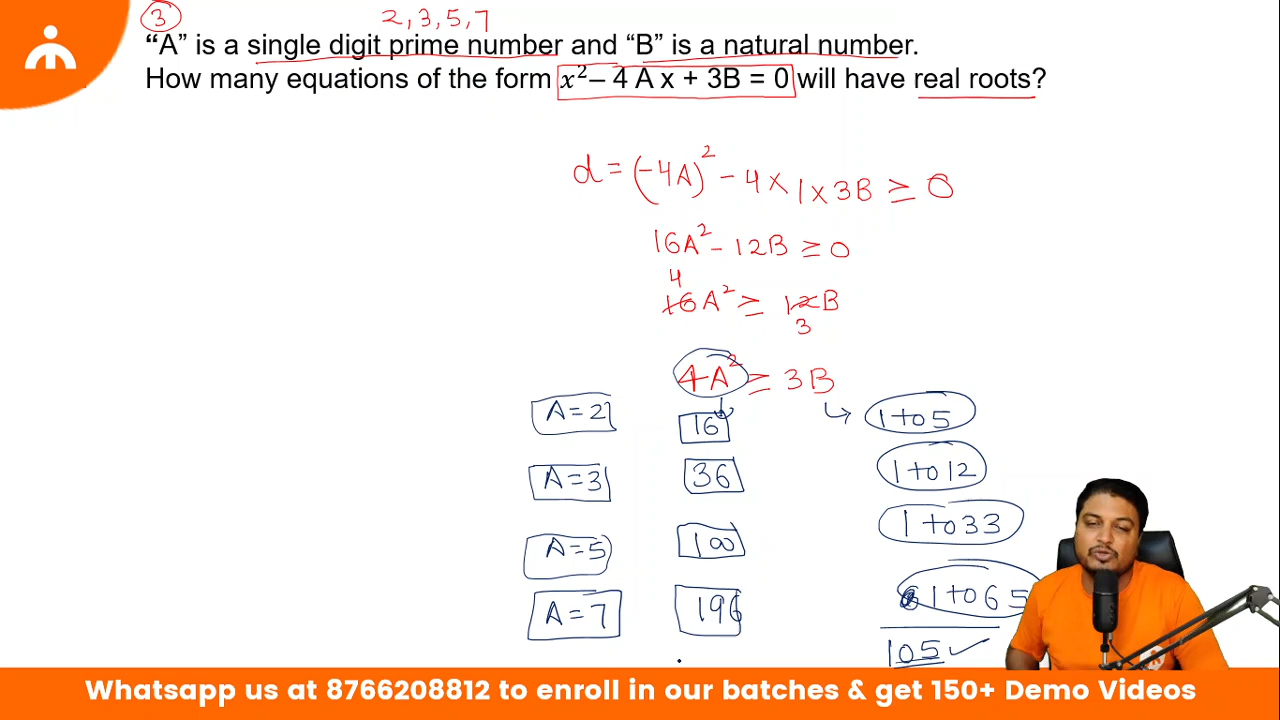 3 2, 3, 5, 7
“A” is a single digit prime number and “B” is a natural number.
How many equations of the form x² – 4 A x + 3B = 0 will have real roots?
d = (-4A)² - 4 x 1 x 3B ≥ 0
16A² - 12B ≥ 0
4
16A² ≥ 12B
3
4A² ≥ 3B
A = 2 16 1 to 5
A = 3 36 1 to 12
A = 5 100 1 to 33
A = 7 196 1 to 65
105 ✓
Whatsapp us at 8766208812 to enroll in our batches & get 150+ Demo Videos